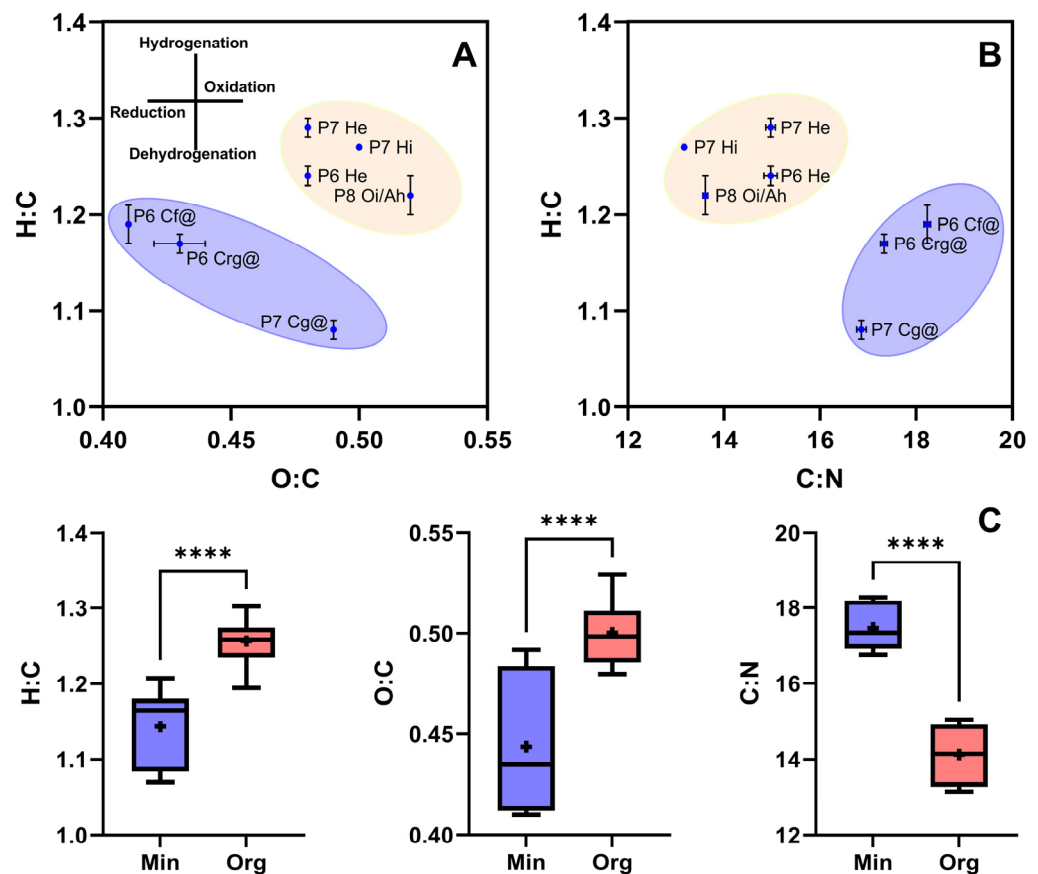 A
Hydrogenation
Oxidation
Reduction
Dehydrogenation
H:C
1.4
1.3
1.2
1.1
1.0
P7 He
P7 Hi
P6 He
P8 Oi/Ah
P6 Cf@
P6 Crg@
P7 Cg@
0.40 0.45 0.50 0.55
O:C
B
H:C
1.4
1.3
1.2
1.1
1.0
P7 He
P7 Hi
P6 He
P8 Oi/Ah
P6 Cf@
P6 Crg@
P7 Cg@
12 14 16 18 20
C:N
C
H:C
1.4
1.3
1.2
1.1
1.0
****
Min Org
O:C
0.55
0.50
0.45
0.40
****
Min Org
C:N
20
18
16
14
12
****
Min Org